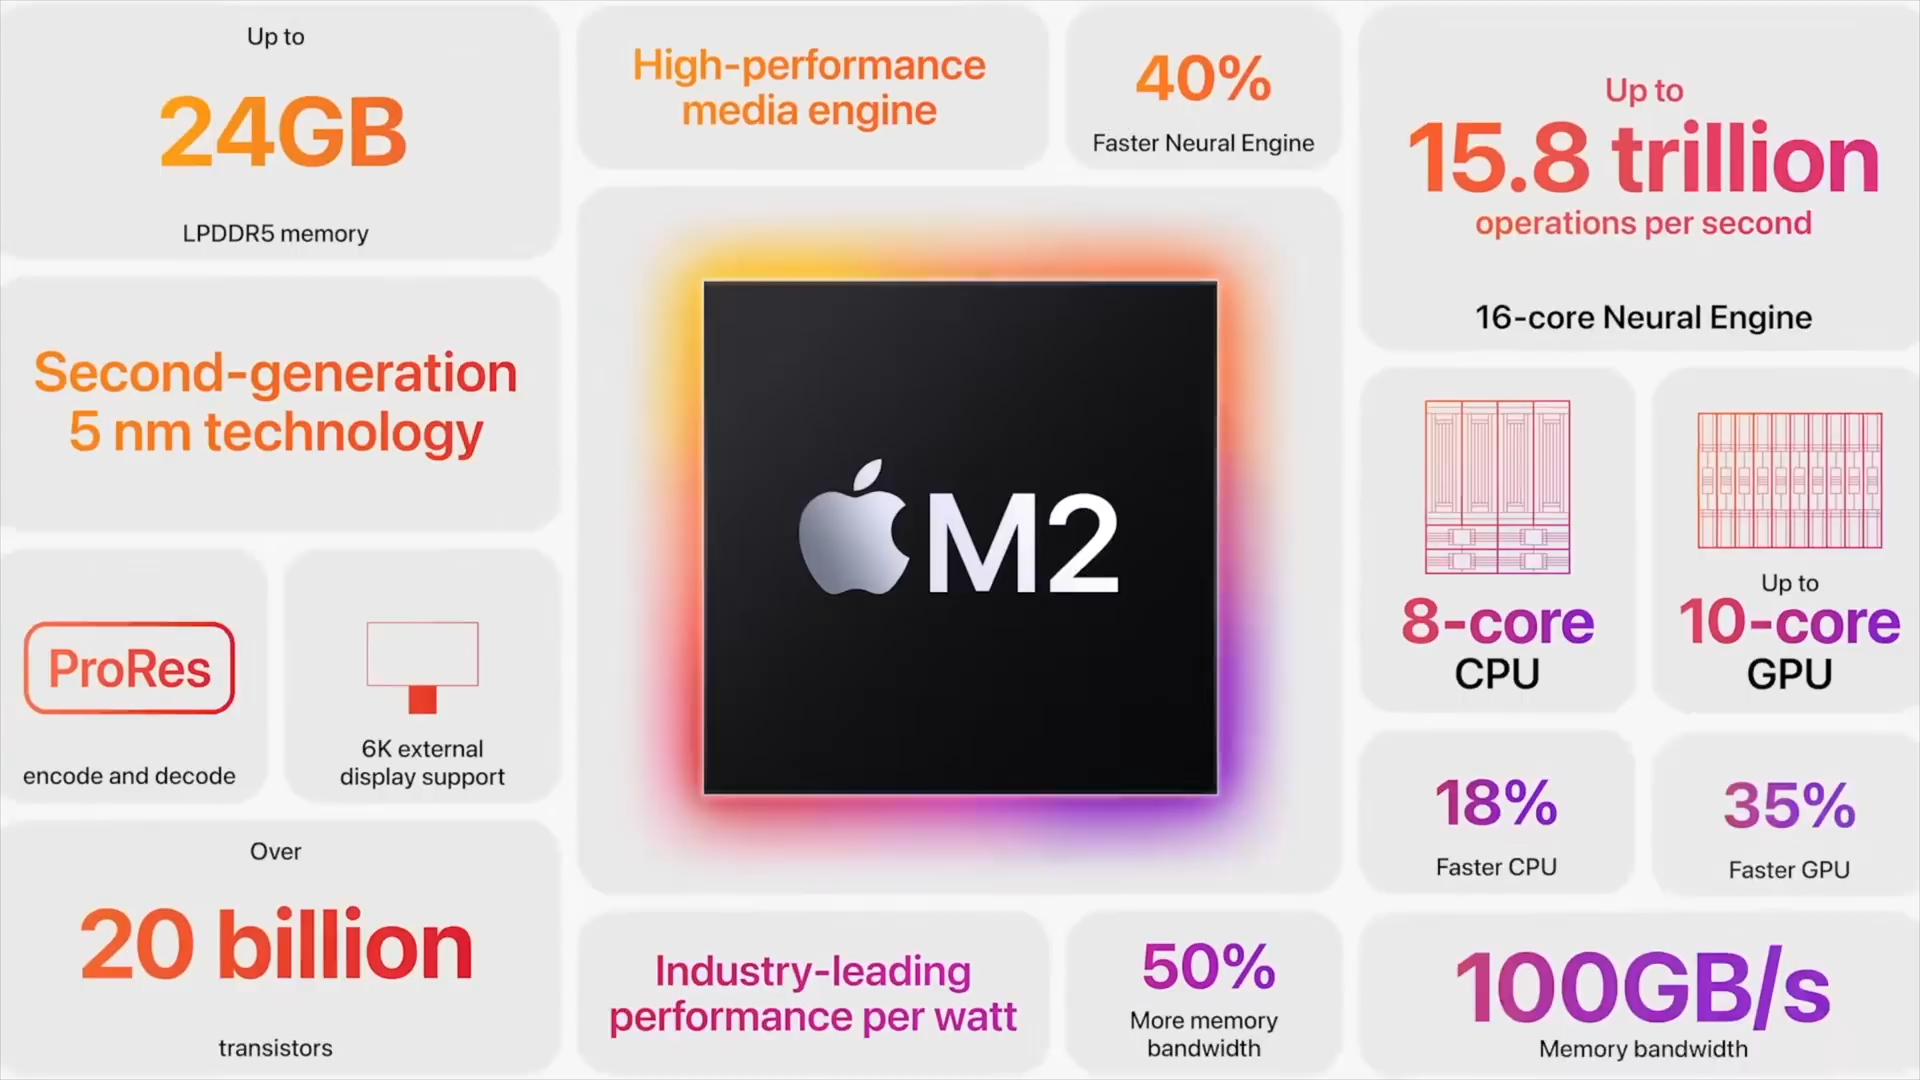 Up to
24GB
LPDDR5 memory
High-performance
media engine
40%
Faster Neural Engine
Up to
15.8 trillion
operations per second
16-core Neural Engine
Second-generation
5 nm technology
M2
8-core
CPU
Up to
10-core
GPU
ProRes
encode and decode
6K external
display support
18%
Faster CPU
35%
Faster GPU
Over
20 billion
transistors
Industry-leading
performance per watt
50%
More memory
bandwidth
100GB/s
Memory bandwidth